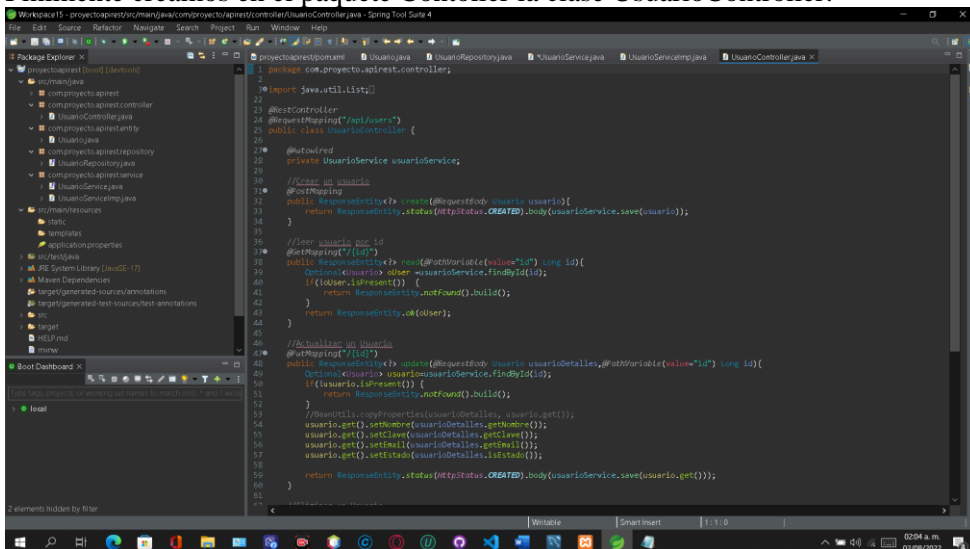 Finalmente creamos en el paquete Controller la clase UsuarioController:
Workspace15 - proyectoapirest/src/main/java/com/proyecto/apirest/controller/UsuarioController.java - Spring Tool Suite 4
File Edit Source Refactor Navigate Search Project Run Window Help
Package Explorer
proyectoapirest/pom.xml Usuario.java UsuarioRepository.java *UsuarioService.java UsuarioServiceImp.java UsuarioController.java
proyectoapirest [boot] [devtools]
src/main/java
com.proyecto.apirest
com.proyecto.apirest.controller
UsuarioController.java
com.proyecto.apirest.entity
Usuario.java
com.proyecto.apirest.repository
UsuarioRepository.java
com.proyecto.apirest.service
UsuarioService.java
UsuarioServiceImp.java
src/main/resources
static
templates
application.properties
src/test/java
JRE System Library [JavaSE-17]
Maven Dependencies
target/generated-sources/annotations
target/generated-test-sources/test-annotations
src
target
HELP.md
mvnw
Boot Dashboard
Type tags, projects, or working set names to match (incl. * and ? wildc
local
2 elements hidden by filter
1 package com.proyecto.apirest.controller;
2
3 import java.util.List;
22
23 @RestController
24 @RequestMapping("/api/users")
25 public class UsuarioController {
26
27 @Autowired
28 private UsuarioService usuarioService;
29
30 //Crear un usuario
31 @PostMapping
32 public ResponseEntity<?> create(@RequestBody Usuario usuario){
33 return ResponseEntity.status(HttpStatus.CREATED).body(usuarioService.save(usuario));
34 }
35
36 //leer usuario por id
37 @GetMapping("/{id}")
38 public ResponseEntity<?> read(@PathVariable(value="id") Long id){
39 Optional<Usuario> oUser =usuarioService.findById(id);
40 if(!oUser.isPresent()) {
41 return ResponseEntity.notFound().build();
42 }
43 return ResponseEntity.ok(oUser);
44 }
45
46 //Actualizar un Usuario
47 @PutMapping("/{id}")
48 public ResponseEntity<?> update(@RequestBody Usuario usuarioDetalles,@PathVariable(value="id") Long id){
49 Optional<Usuario> usuario=usuarioService.findById(id);
50 if(!usuario.isPresent()) {
51 return ResponseEntity.notFound().build();
52 }
53 //BeanUtils.copyProperties(usuarioDetalles, usuario.get());
54 usuario.get().setNombre(usuarioDetalles.getNombre());
55 usuario.get().setClave(usuarioDetalles.getClave());
56 usuario.get().setEmail(usuarioDetalles.getEmail());
57 usuario.get().setEstado(usuarioDetalles.isEstado());
58
59 return ResponseEntity.status(HttpStatus.CREATED).body(usuarioService.save(usuario.get()));
60 }
61
Writable Smart Insert 1 : 1 : 0
02:04 a. m.
02/08/2022